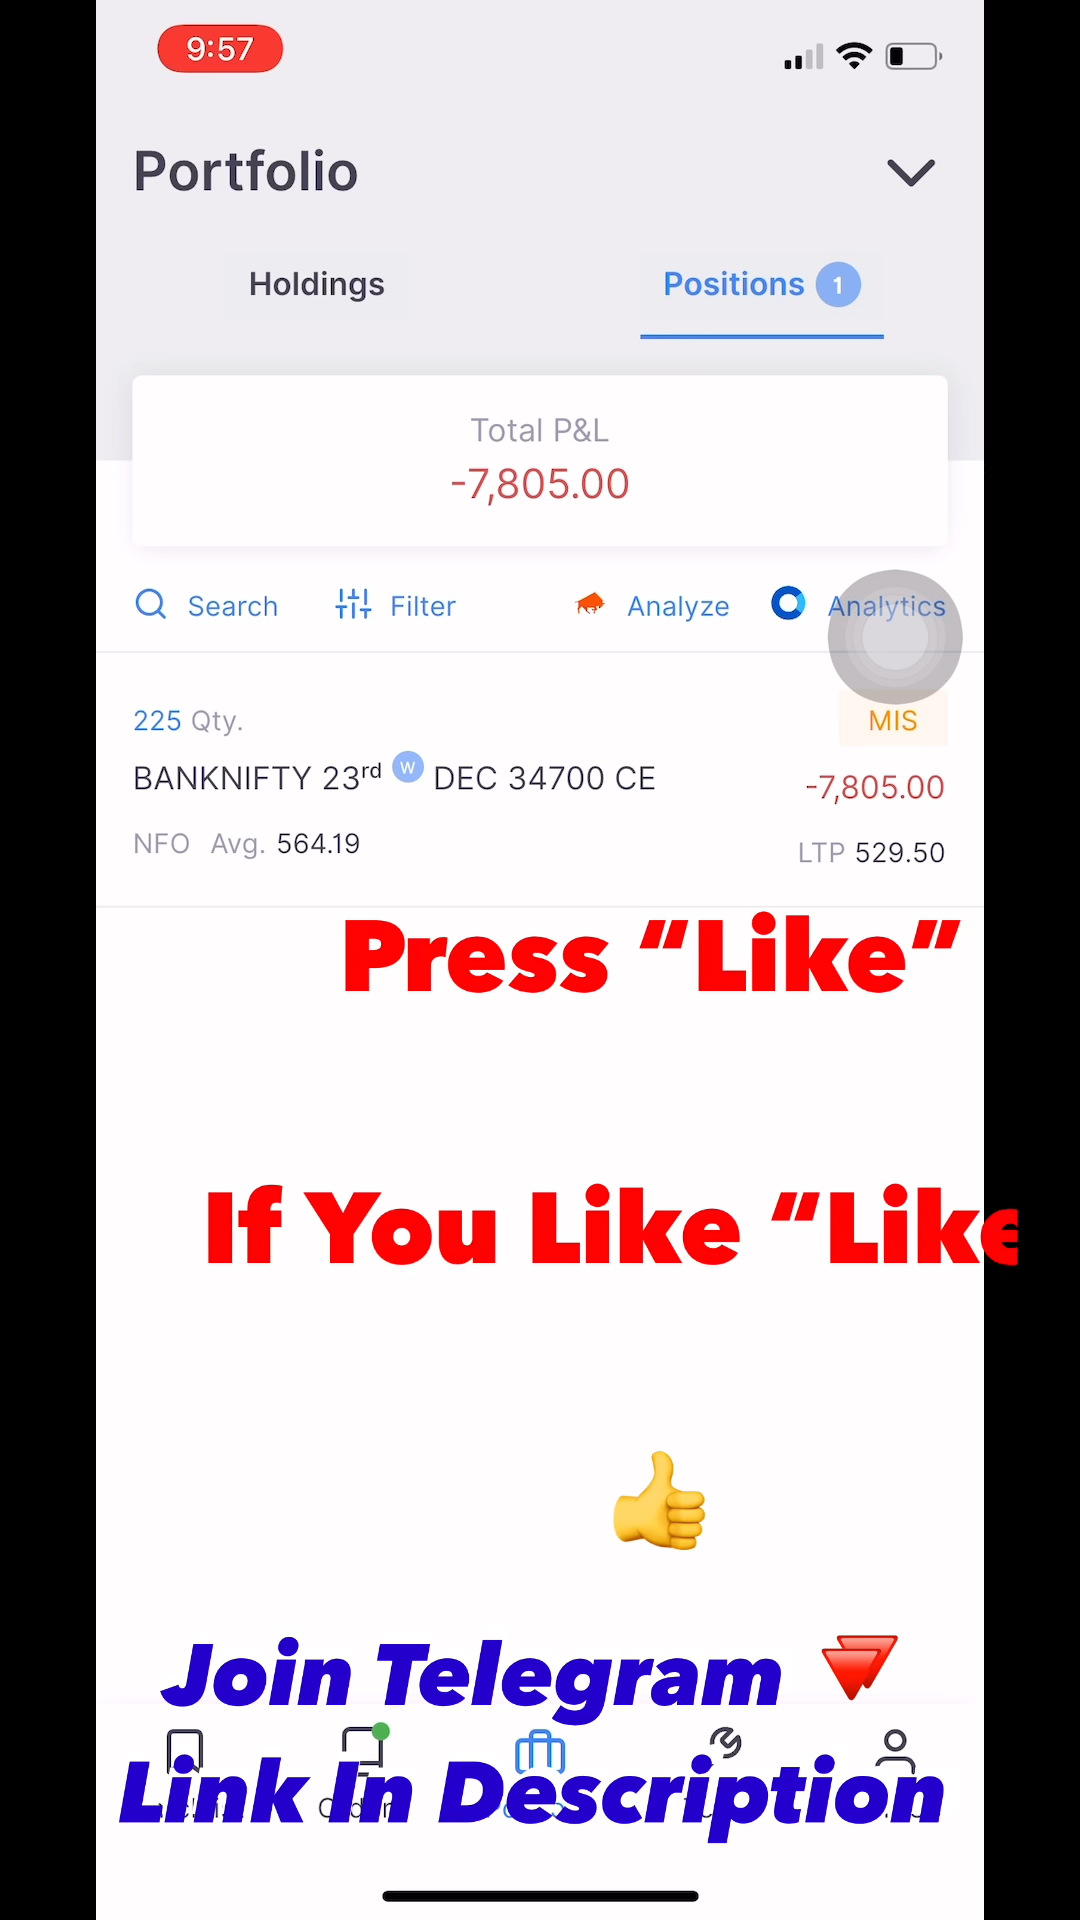 9:57
Portfolio
Holdings Positions 1
Total P&L
-7,805.00
Search Filter Analyze Analytics
225 Qty. MIS
BANKNIFTY 23rd W DEC 34700 CE -7,805.00
NFO Avg. 564.19 LTP 529.50
Press “Like”
If You Like “Like
Join Telegram
Link In Description